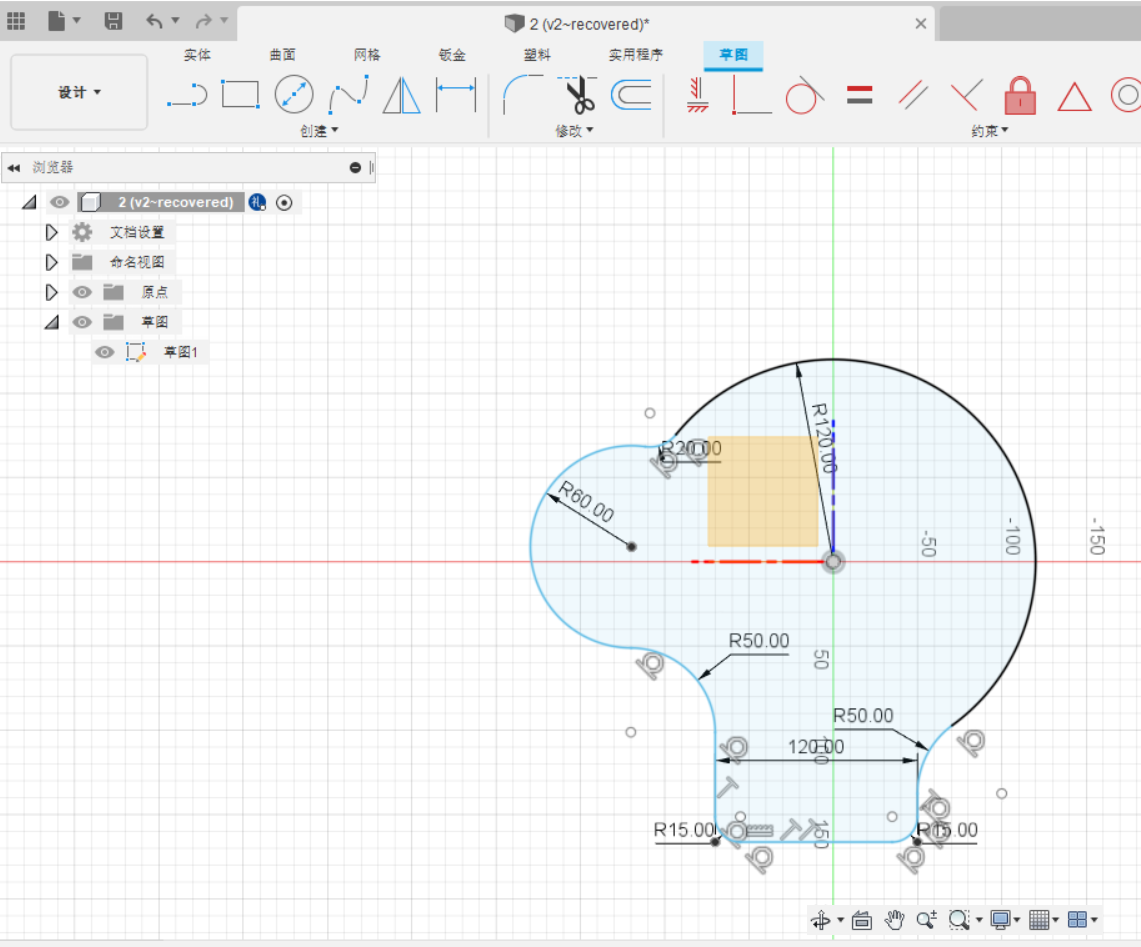 2 (v2~recovered)*
实体 曲面 网格 钣金 塑料 实用程序 草图
设计
创建 修改 约束
浏览器
2 (v2~recovered)
文档设置
命名视图
原点
草图
草图1
R120.00
R20.00
R60.00
-50 -100 -150
R50.00
50
R50.00
120.00
100
R15.00 150 R15.00